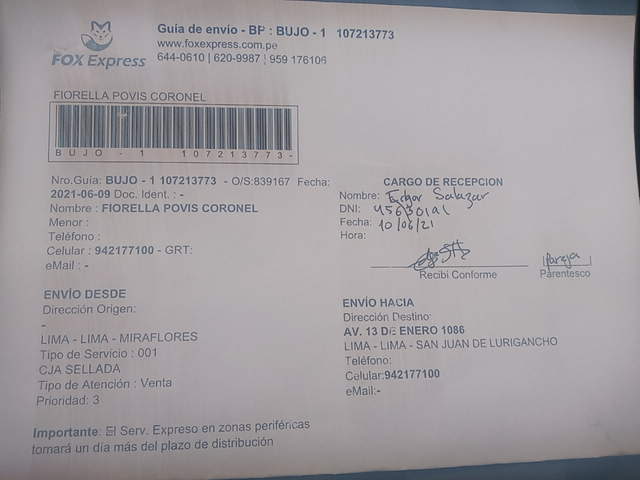 FOX Express
Guía de envío - BP : BUJO - 1 107213773
www.foxexpress.com.pe
644-0610 | 620-9987 | 959 176106
FIORELLA POVIS CORONEL
BUJO - 1 107213773-
Nro.Guía: BUJO - 1 107213773 - O/S:839167 Fecha:
2021-06-09 Doc. Ident. : -
Nombre : FIORELLA POVIS CORONEL
Menor :
Teléfono :
Celular : 942177100 - GRT:
eMail : -
CARGO DE RECEPCION
Nombre: Edgar Salazar
DNI:
Fecha: 10/06/21
Hora:
Recibi Conforme
Pareja
Parentesco
ENVÍO DESDE
Dirección Origen:
-
LIMA - LIMA - MIRAFLORES
Tipo de Servicio : 001
CJA SELLADA
Tipo de Atención : Venta
Prioridad: 3
ENVÍO HACIA
Dirección Destino:
AV. 13 DE ENERO 1086
LIMA - LIMA - SAN JUAN DE LURIGANCHO
Teléfono:
Celular:942177100
eMail:-
Importante: El Serv. Expreso en zonas periféricas
tomará un día más del plazo de distribución